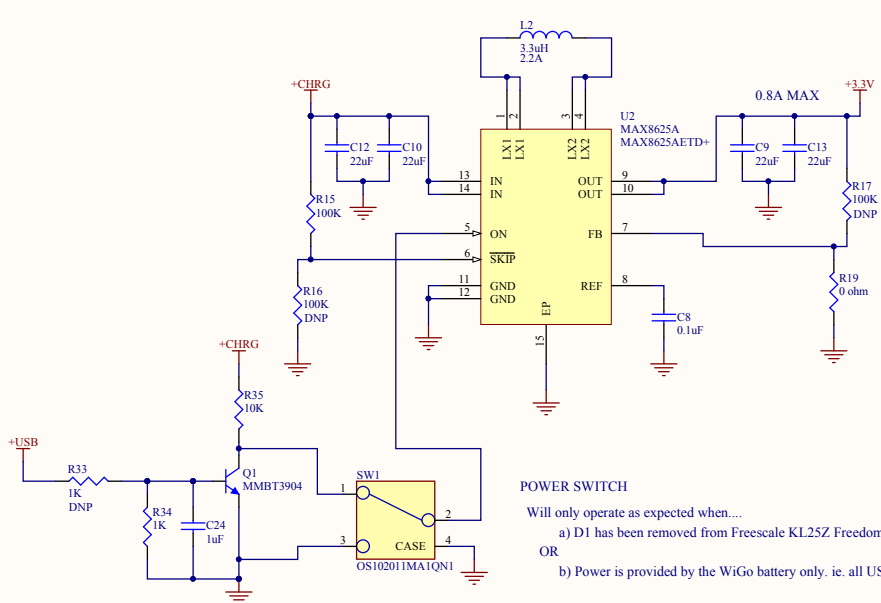 L2
3.3uH
2.2A
+CHRG
C12
22uF
C10
22uF
R15
100K
R16
100K
DNP
1
2
3
4
LX1
LX1
LX2
LX2
U2
MAX8625A
MAX8625AETD+
13
IN
14
IN
5
ON
6
SKIP
11
GND
12
GND
OUT
9
OUT
10
FB
7
REF
8
EP
15
0.8A MAX
+3.3V
C9
22uF
C13
22uF
R17
100K
DNP
R19
0 ohm
C8
0.1uF
+CHRG
R35
10K
+USB
R33
1K
DNP
R34
1K
C24
1uF
Q1
MMBT3904
SW1
1
2
3
4
CASE
OS102011MA1QN1
POWER SWITCH
Will only operate as expected when....
a) D1 has been removed from Freescale KL25Z Freedom
OR
b) Power is provided by the WiGo battery only. ie. all US